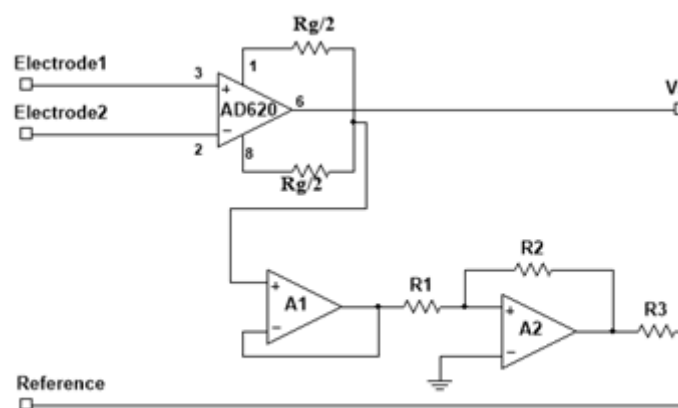 Rg/2
Electrode1
3
1
+
AD620
6
V
Electrode2
−
2
8
Rg/2
R2
R1
+
A1
−
+
A2
−
R3
Reference